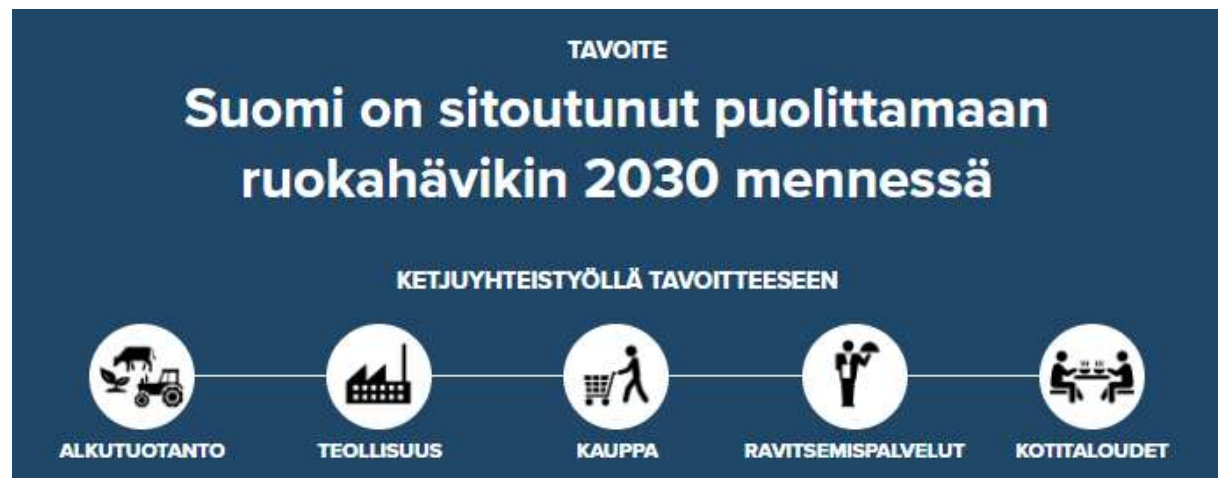 TAVOITE
Suomi on sitoutunut puolittamaan
ruokahävikin 2030 mennessä
KETJUYHTEISTYÖLLÄ TAVOITTEESEEN
ALKUTUOTANTO
TEOLLISUUS
KAUPPA
RAVITSEMISPALVELUT
KOTITALOUDET